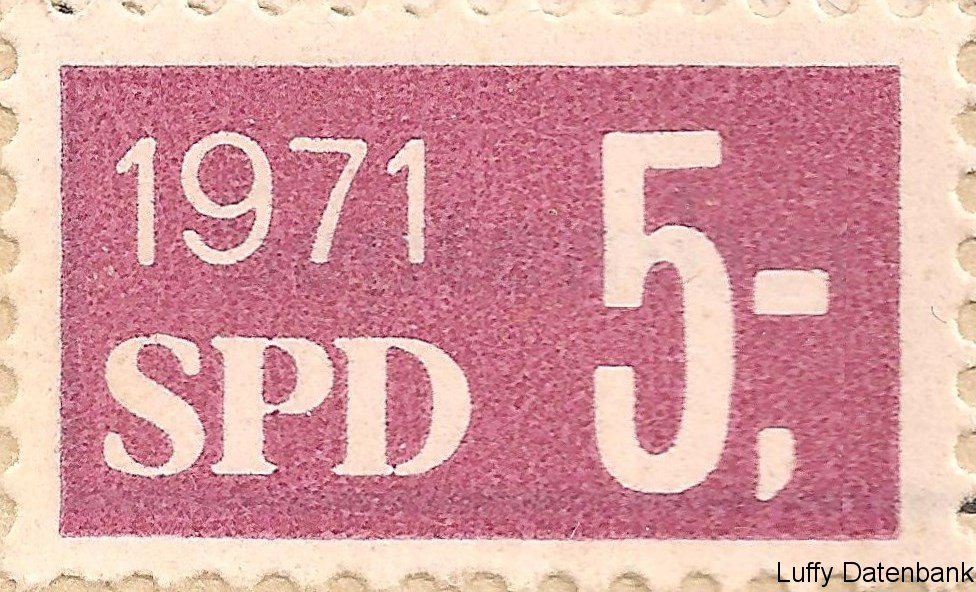 1971
SPD
5,-
Luffy Datenbank